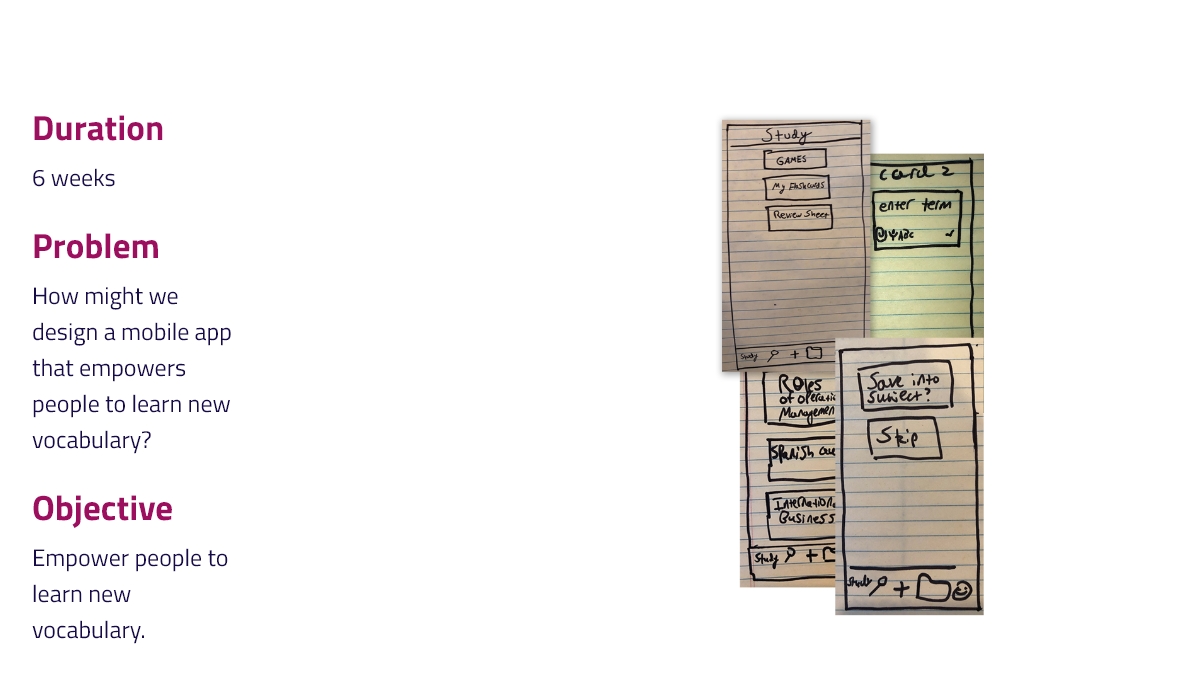 Duration
6 weeks
Problem
How might we
design a mobile app
that empowers
people to learn new
vocabulary?
Objective
Empower people to
learn new
vocabulary.
Study
GAMES
My Flashcards
Review Sheet
Study
card 2
enter term
ABC
Roles
of operatio
Managemen
Spanish
Internationa
Business
Study
Save into
subject?
Skip
Study